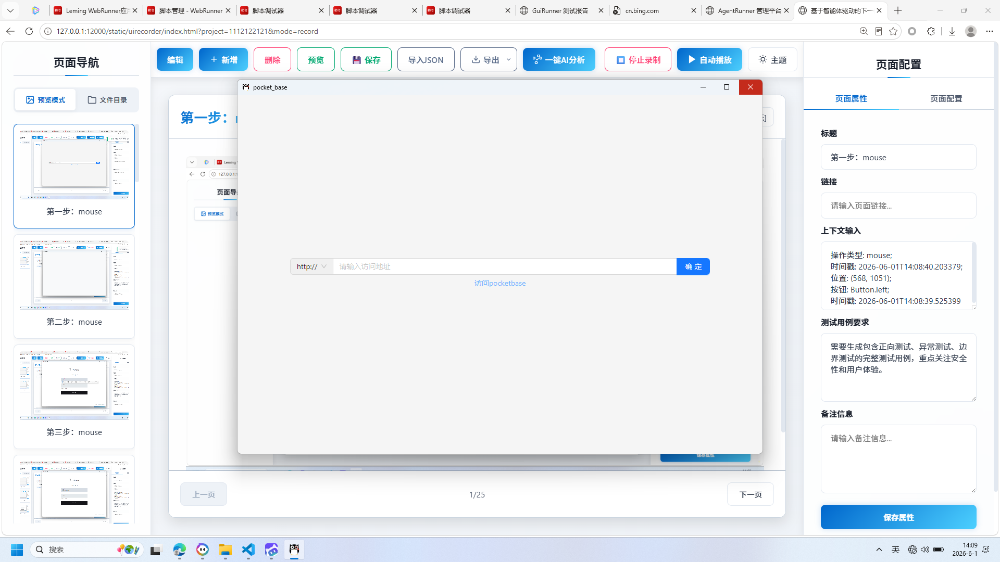 Leming WebRunner应
脚本管理 - WebRunner
脚本调试器
脚本调试器
脚本调试器
GuiRunner 测试报告
cn.bing.com
AgentRunner 管理平台
基于智能体驱动的下一
127.0.0.1:12000/static/uirecorder/index.html?project=1112122121&mode=record
页面导航
预览模式
文件目录
第一步：mouse
第二步：mouse
第三步：mouse
编辑
新增
删除
预览
保存
导入JSON
导出
一键AI分析
停止录制
自动播放
主题
第一步：
pocket_base
http://
请输入访问地址
确 定
访问pocketbase
Leming
127.0.0.1:1
页面导
预览模式
保存属性
上一页
1/25
下一页
页面配置
页面属性
页面配置
标题
第一步：mouse
链接
请输入页面链接...
上下文输入
操作类型: mouse;
时间戳: 2026-06-01T14:08:40.203379;
位置: (568, 1051);
按钮: Button.left;
时间戳: 2026-06-01T14:08:39.525399
测试用例要求
需要生成包含正向测试、异常测试、边
界测试的完整测试用例，重点关注安全
性和用户体验。
备注信息
请输入备注信息...
保存属性
搜索
英
14:09
2026-6-1